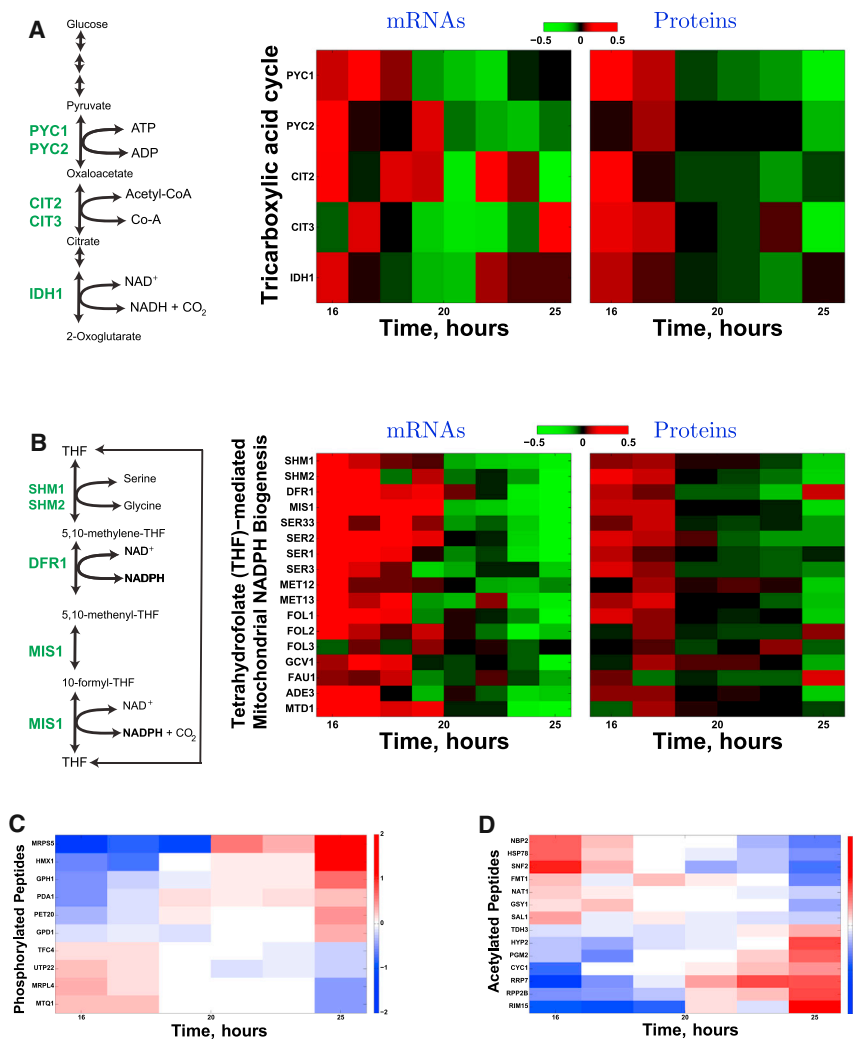 A
Glucose
Pyruvate
PYC1
PYC2
ATP
ADP
Oxaloacetate
CIT2
CIT3
Acetyl-CoA
Co-A
Citrate
IDH1
NAD+
NADH + CO2
2-Oxoglutarate
mRNAs
Proteins
−0.5 0 0.5
Tricarboxylic acid cycle
PYC1
PYC2
CIT2
CIT3
IDH1
16 20 25
Time, hours
16 20 25
Time, hours
B
THF
SHM1
SHM2
Serine
Glycine
5,10-methylene-THF
DFR1
NAD+
NADPH
5,10-methenyl-THF
MIS1
10-formyl-THF
MIS1
NAD+
NADPH + CO2
THF
mRNAs
Proteins
−0.5 0 0.5
Tetrahydrofolate (THF)−mediated
Mitochondrial NADPH Biogenesis
SHM1
SHM2
DFR1
MIS1
SER33
SER2
SER1
SER3
MET12
MET13
FOL1
FOL2
FOL3
GCV1
FAU1
ADE3
MTD1
16 20 25
Time, hours
16 20 25
Time, hours
C
Phosphorylated Peptides
MRPS5
HMX1
GPH1
PDA1
PET20
GPD1
TFC4
UTP22
MRPL4
MTQ1
16 20 25
Time, hours
2
1
0
−1
−2
D
Acetylated Peptides
NBP2
HSP78
SNF2
FMT1
NAT1
GSY1
SAL1
TDH3
HYP2
PGM2
CYC1
RRP7
RPP2B
RIM15
16 20 25
Time, hours